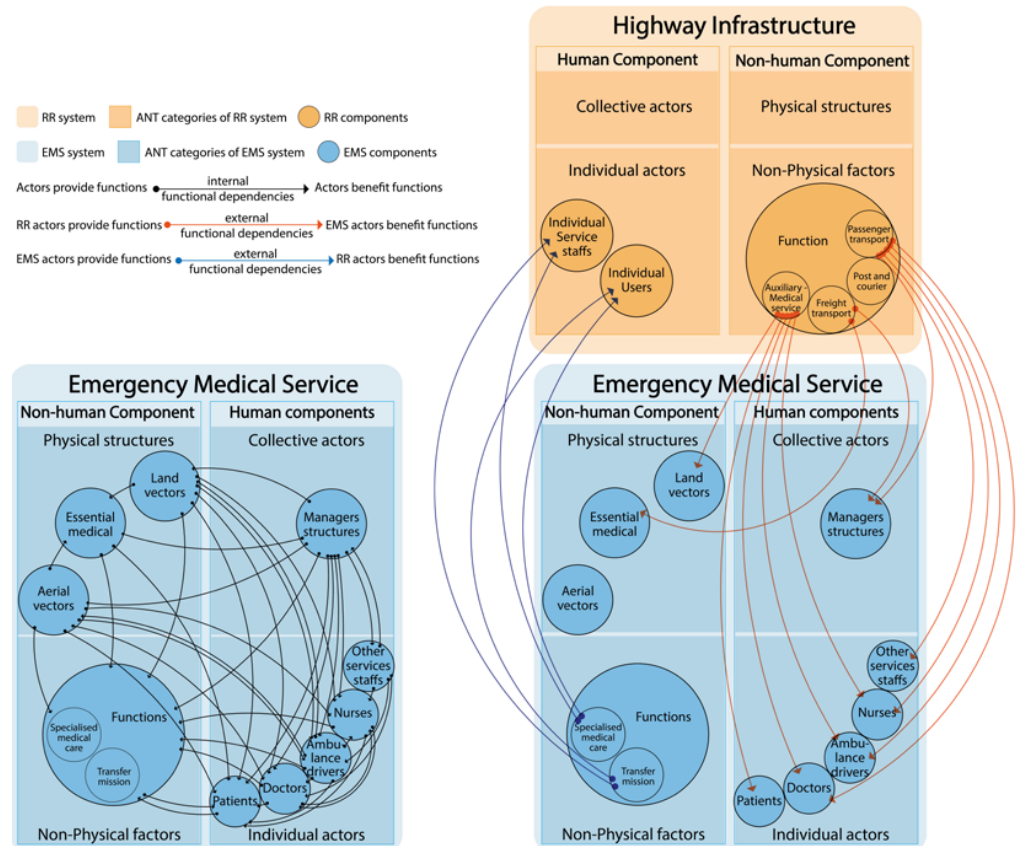 Highway Infrastructure
Human Component
Non-human Component
Collective actors
Physical structures
Individual actors
Non-Physical factors
Individual
Service
staffs
Individual
Users
Function
Passenger
transport
Post and
courier
Auxiliary -
Medical
service
Freight
transport
RR system
ANT categories of RR system
RR components
EMS system
ANT categories of EMS system
EMS components
Actors provide functions
internal
functional dependencies
Actors benefit functions
RR actors provide functions
external
functional dependencies
EMS actors benefit functions
EMS actors provide functions
external
functional dependencies
RR actors benefit functions
Emergency Medical Service
Non-human Component
Human components
Physical structures
Collective actors
Land
vectors
Essential
medical
Managers
structures
Aerial
vectors
Other
services
staffs
Nurses
Functions
Specialised
medical
care
Transfer
mission
Ambu-
lance
drivers
Doctors
Patients
Non-Physical factors
Individual actors
Emergency Medical Service
Non-human Component
Human components
Physical structures
Collective actors
Land
vectors
Essential
medical
Managers
structures
Aerial
vectors
Other
services
staffs
Nurses
Functions
Specialised
medical
care
Transfer
mission
Ambu-
lance
drivers
Doctors
Patients
Non-Physical factors
Individual actors